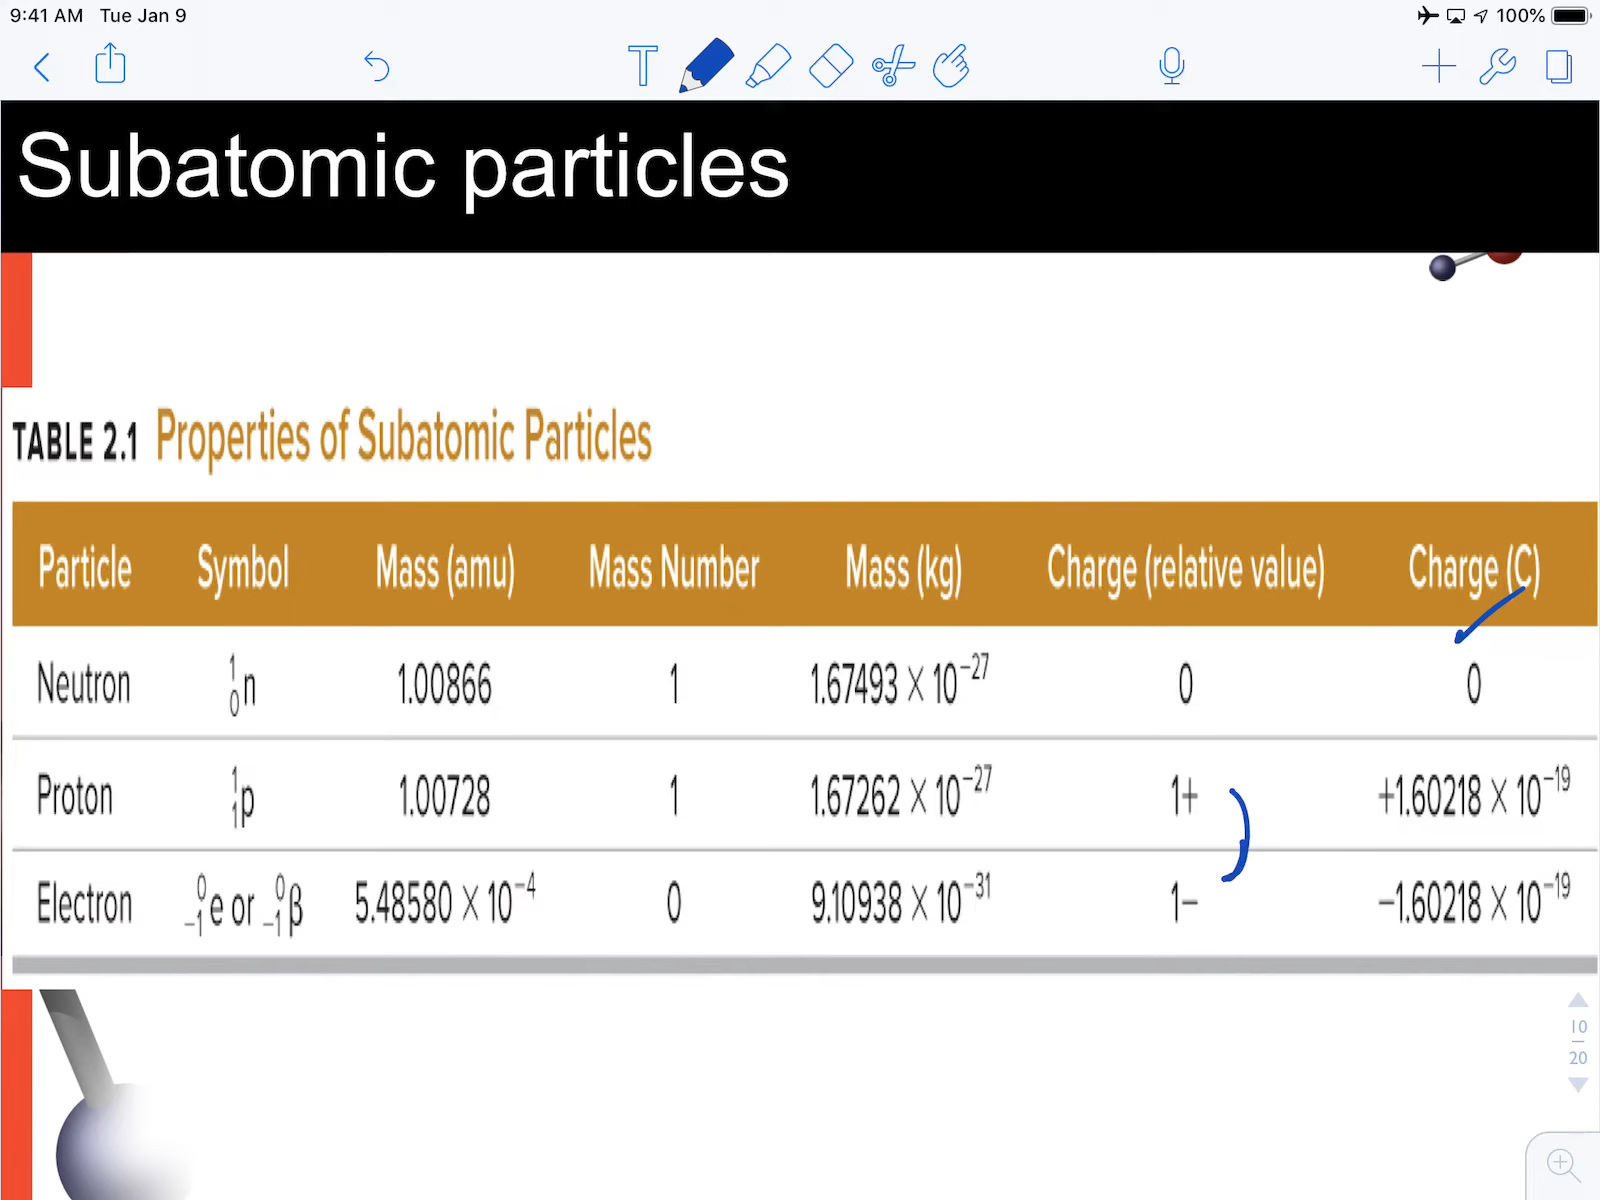 9:41 AM Tue Jan 9 100%
T
Subatomic particles
TABLE 2.1 Properties of Subatomic Particles
Particle Symbol Mass (amu) Mass Number Mass (kg) Charge (relative value) Charge (C)
Neutron ¹₀n 1.00866 1 1.67493 × 10⁻²⁷ 0 0
Proton ¹₁p 1.00728 1 1.67262 × 10⁻²⁷ 1+ +1.60218 × 10⁻¹⁹
Electron ⁰₋₁e or ⁰₋₁β 5.48580 × 10⁻⁴ 0 9.10938 × 10⁻³¹ 1− −1.60218 × 10⁻¹⁹
10
20